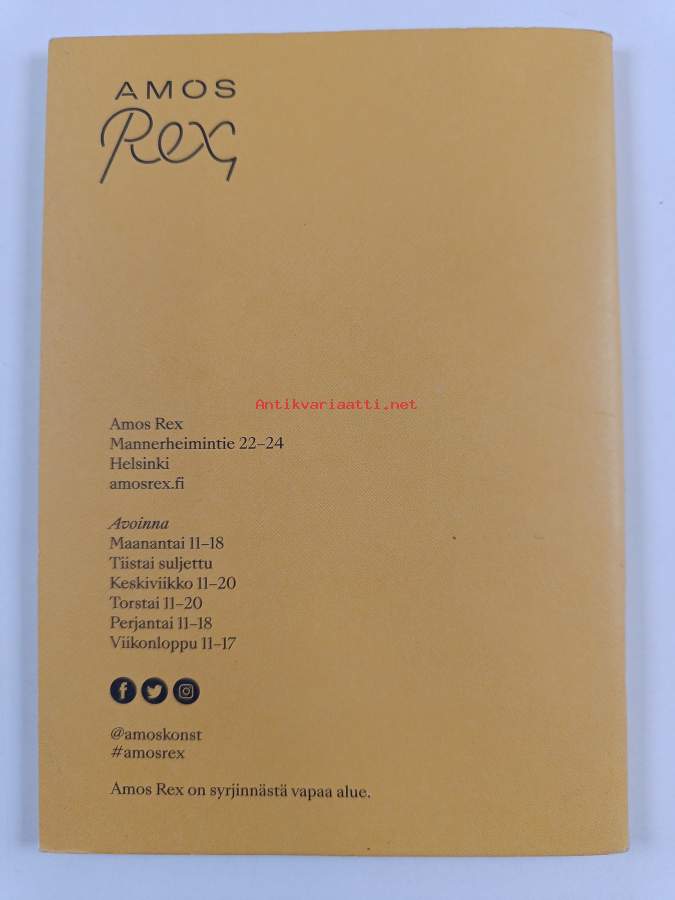 AMOS
Rex
Antikvariaatti.net
Amos Rex
Mannerheimintie 22–24
Helsinki
amosrex.fi
Avoinna
Maanantai 11–18
Tiistai suljettu
Keskiviikko 11–20
Torstai 11–20
Perjantai 11–18
Viikonloppu 11–17
@amoskonst
#amosrex
Amos Rex on syrjinnästä vapaa alue.